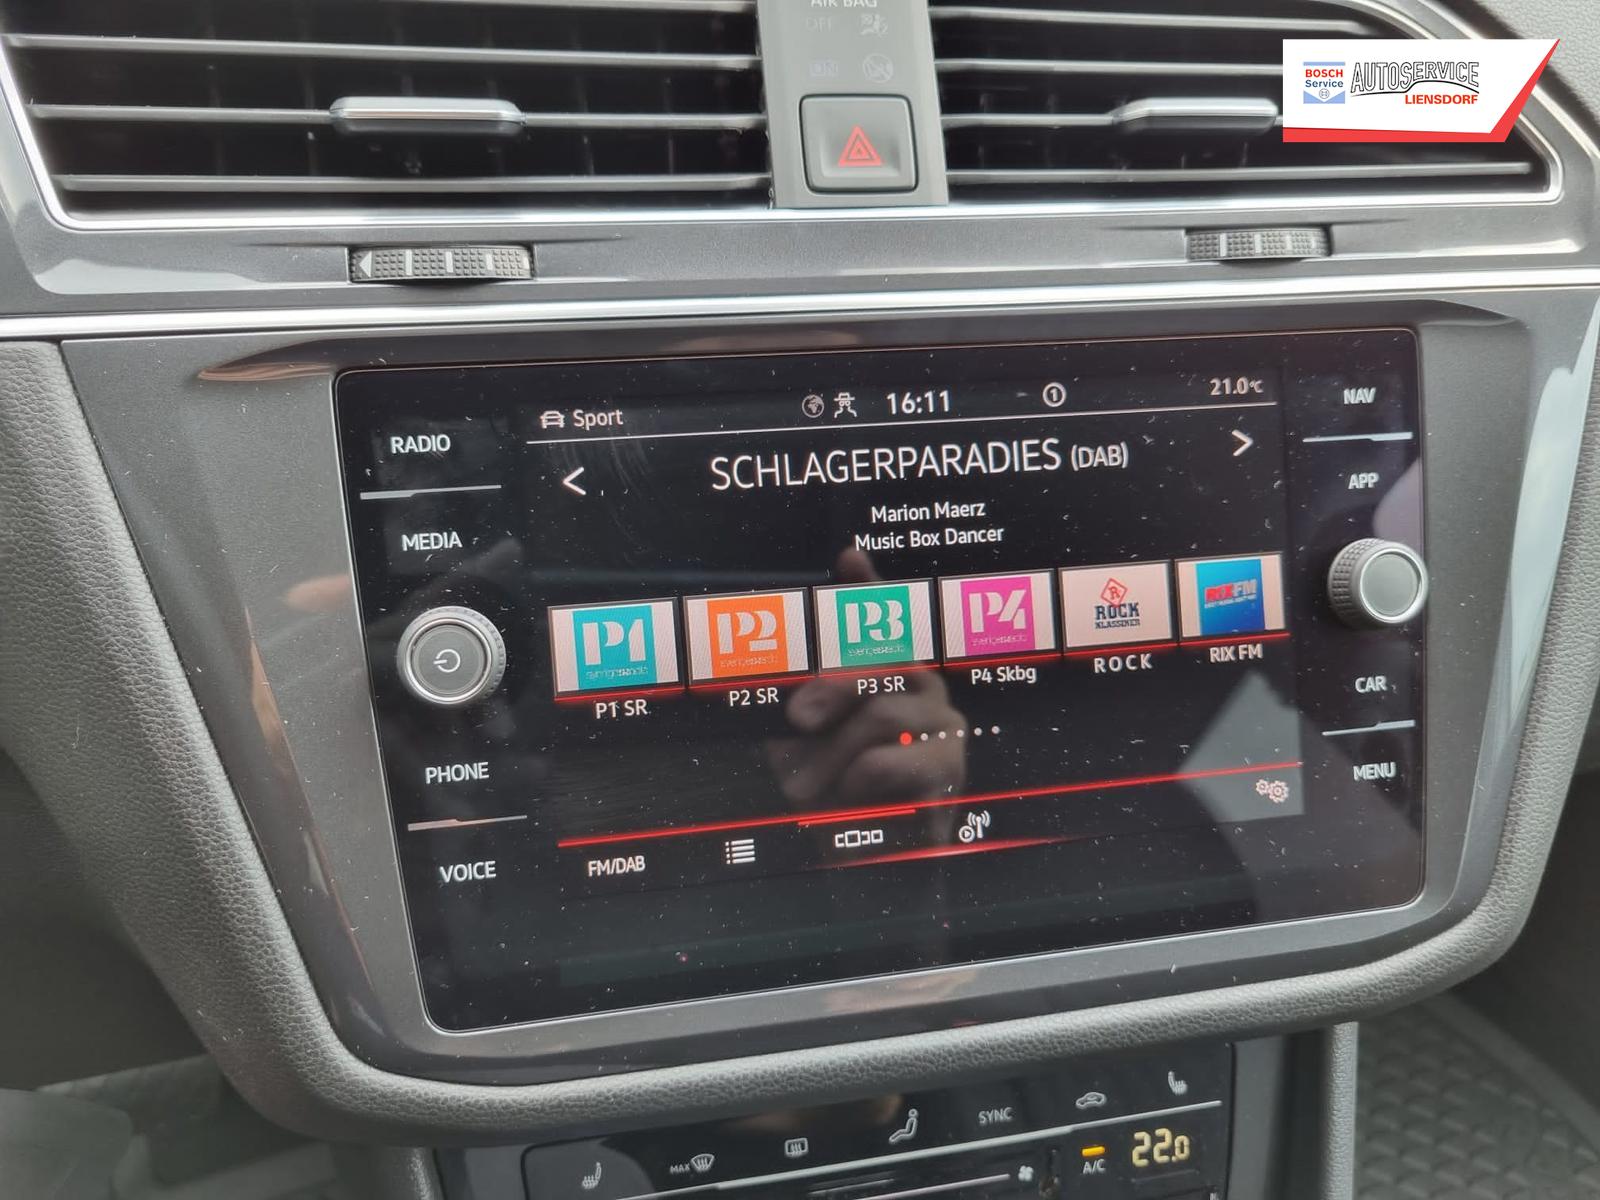 AIR BAG
OFF
ON
BOSCH
Service
AUTOSERVICE
LIENSDORF
RADIO
MEDIA
PHONE
VOICE
Sport
16:11
1
21.0°C
SCHLAGERPARADIES (DAB)
Marion Maerz
Music Box Dancer
P1
P2
P3
P4
R
ROCK
KLASSIKER
RIX FM
P1 SR
P2 SR
P3 SR
P4 Skbg
ROCK
RIX FM
FM/DAB
NAV
APP
CAR
MENU
MAX
SYNC
A/C
22.0